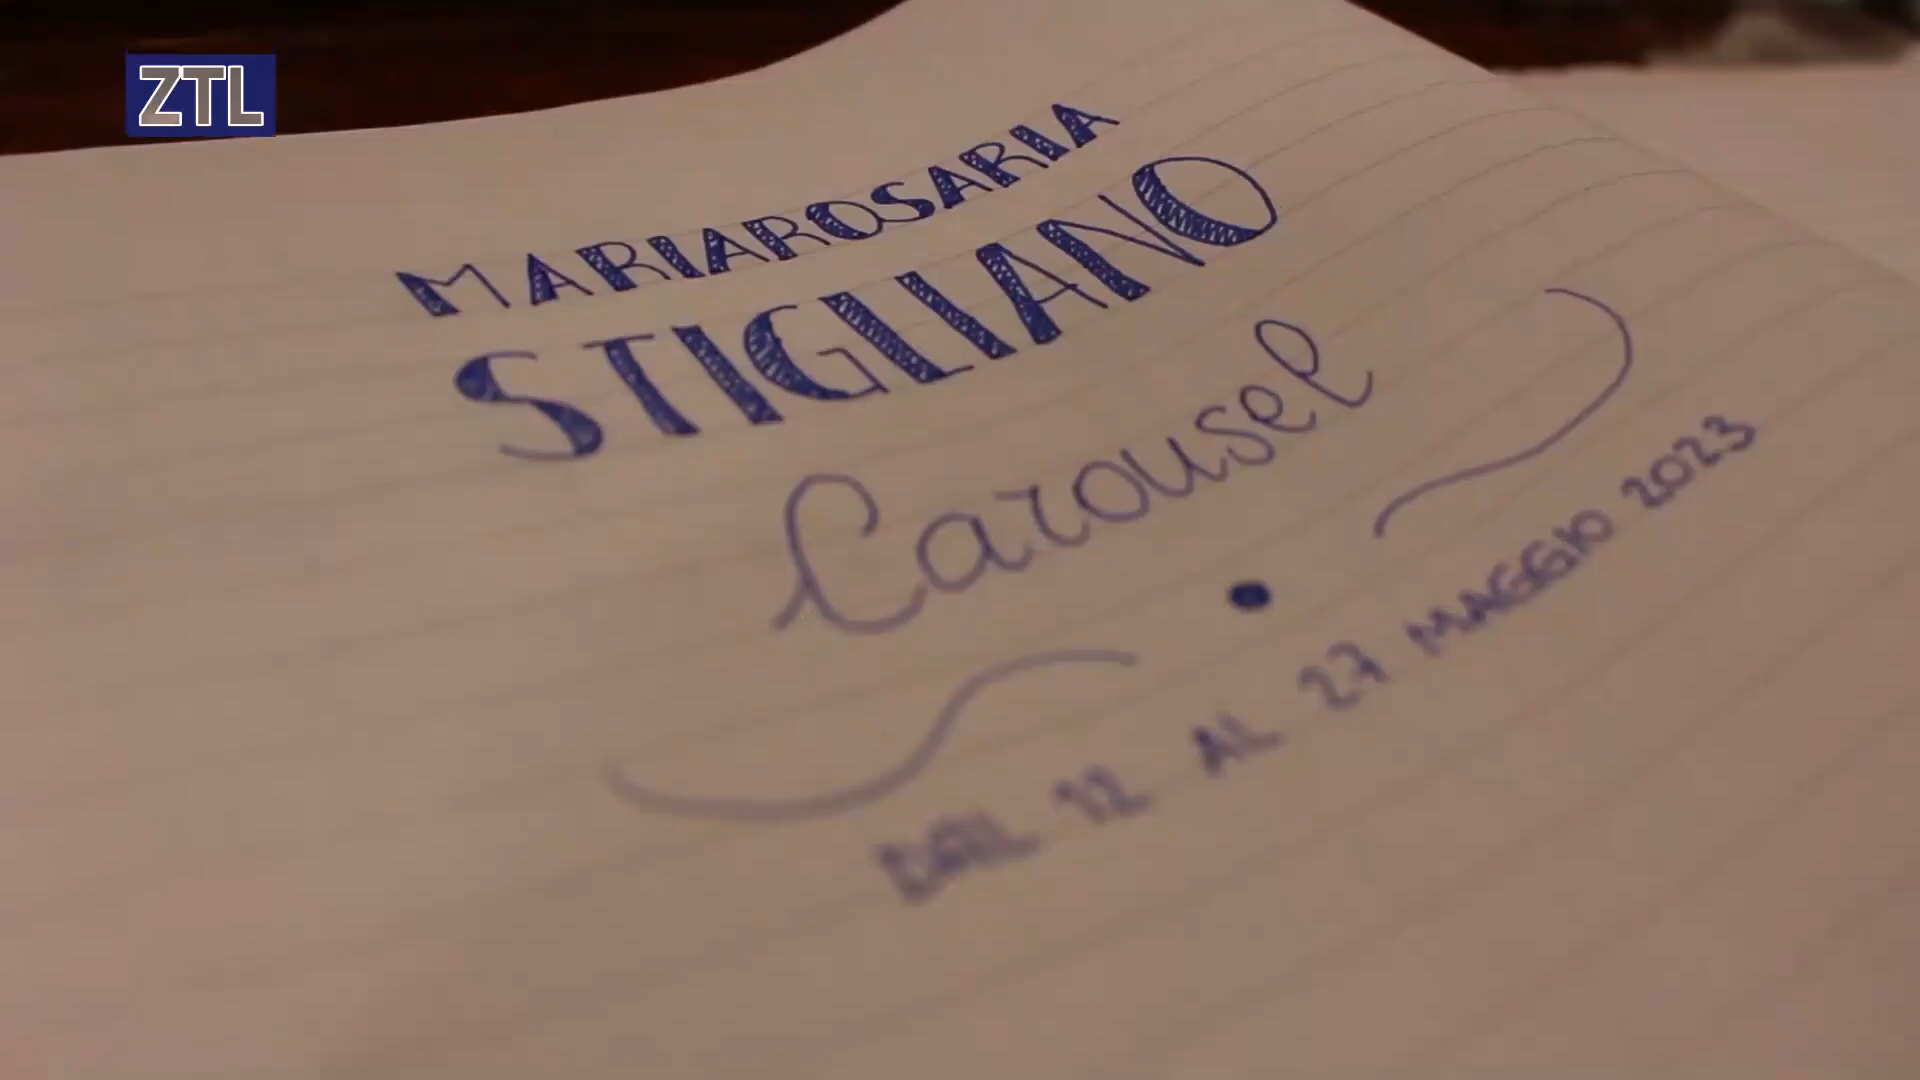 ZTL
MARIAROSARIA
STIGLIANO
Carousel
DAL 12 AL 27 MAGGIO 2023